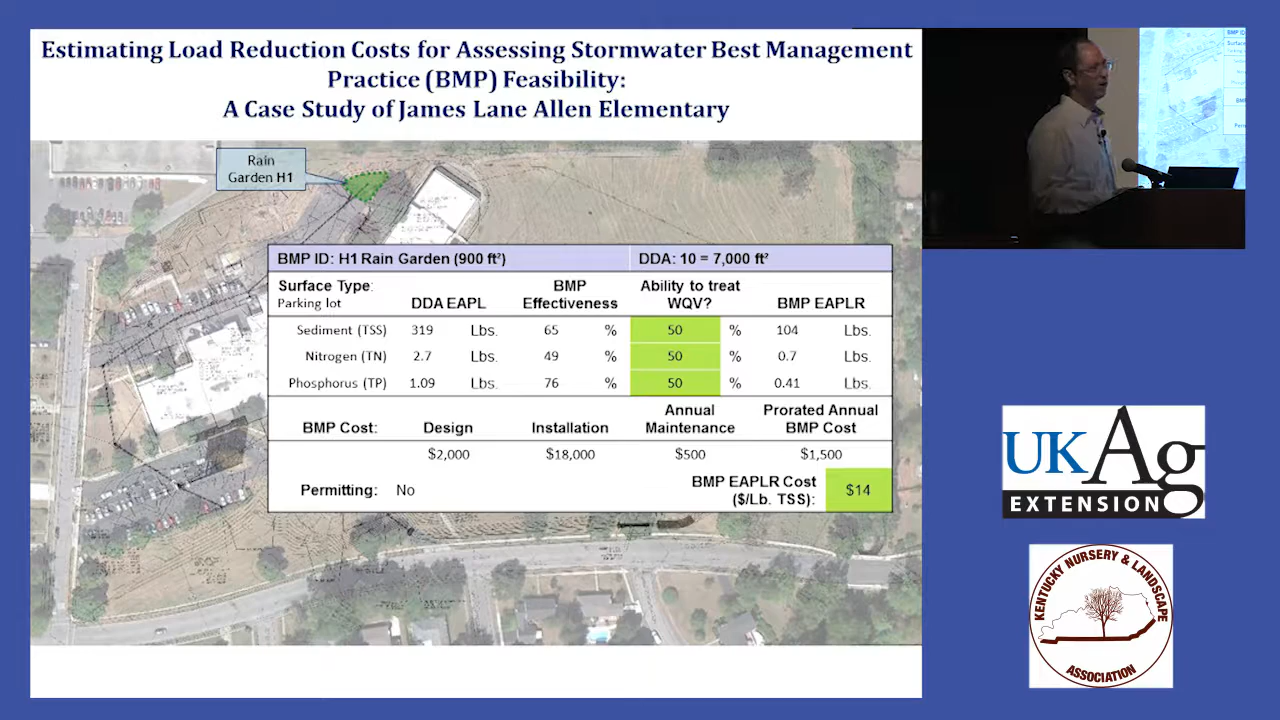 Estimating Load Reduction Costs for Assessing Stormwater Best Management
Practice (BMP) Feasibility:
A Case Study of James Lane Allen Elementary
Rain
Garden H1
BMP ID: H1 Rain Garden (900 ft²) DDA: 10 = 7,000 ft²
Surface Type:
Parking lot
DDA EAPL
BMP
Effectiveness
Ability to treat
WQV?
BMP EAPLR
Sediment (TSS) 319 Lbs. 65 % 50 % 104 Lbs.
Nitrogen (TN) 2.7 Lbs. 49 % 50 % 0.7 Lbs.
Phosphorus (TP) 1.09 Lbs. 76 % 50 % 0.41 Lbs.
BMP Cost:
Design
Installation
Annual
Maintenance
Prorated Annual
BMP Cost
$2,000 $18,000 $500 $1,500
Permitting: No
BMP EAPLR Cost
($/Lb. TSS):
$14
UKAg
EXTENSION
KENTUCKY NURSERY & LANDSCAPE
ASSOCIATION